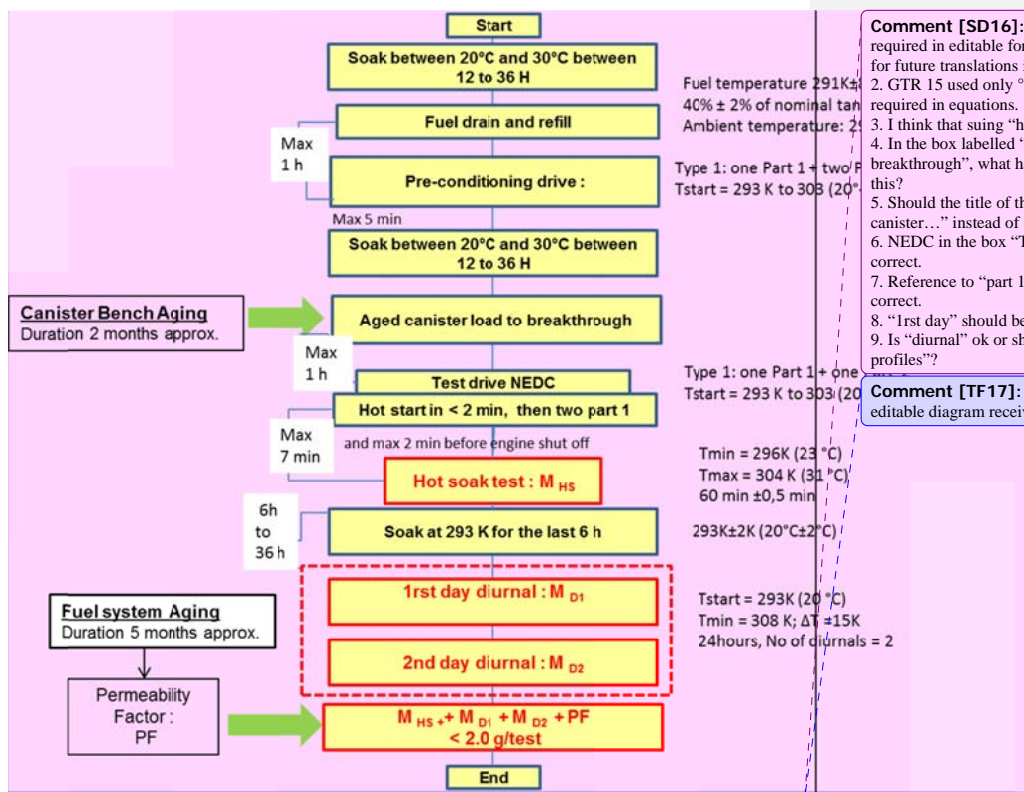 Start
Soak between 20°C and 30°C between
12 to 36 H
Fuel temperature 291K±
40% ± 2% of nominal tan
Ambient temperature: 29
Fuel drain and refill
Max
1 h
Pre-conditioning drive :
Type 1: one Part 1 + two P
Tstart = 293 K to 303 (20°
Max 5 min
Soak between 20°C and 30°C between
12 to 36 H
Canister Bench Aging
Duration 2 months approx.
Aged canister load to breakthrough
Max
1 h
Type 1: one Part 1 + one
Tstart = 293 K to 303 (20
Test drive NEDC
Hot start in < 2 min, then two part 1
Max
7 min
and max 2 min before engine shut off
Hot soak test : M HS
Tmin = 296K (23 °C)
Tmax = 304 K (31 °C)
60 min ±0,5 min
6h
to
36 h
Soak at 293 K for the last 6 h
293K±2K (20°C±2°C)
1rst day diurnal : M D1
Tstart = 293K (20 °C)
Tmin = 308 K; ΔT =15K
24hours, No of diurnals = 2
2nd day diurnal : M D2
Fuel system Aging
Duration 5 months approx.
Permeability
Factor :
PF
M HS + + M D1 + M D2 + PF
< 2.0 g/test
End
Comment [SD16]:
required in editable for
for future translations
2. GTR 15 used only °
required in equations.
3. I think that suing "h
4. In the box labelled "
breakthrough", what h
this?
5. Should the title of th
canister…" instead of
6. NEDC in the box "T
correct.
7. Reference to "part 1
correct.
8. "1rst day" should be
9. Is "diurnal" ok or sh
profiles"?
Comment [TF17]:
editable diagram recei